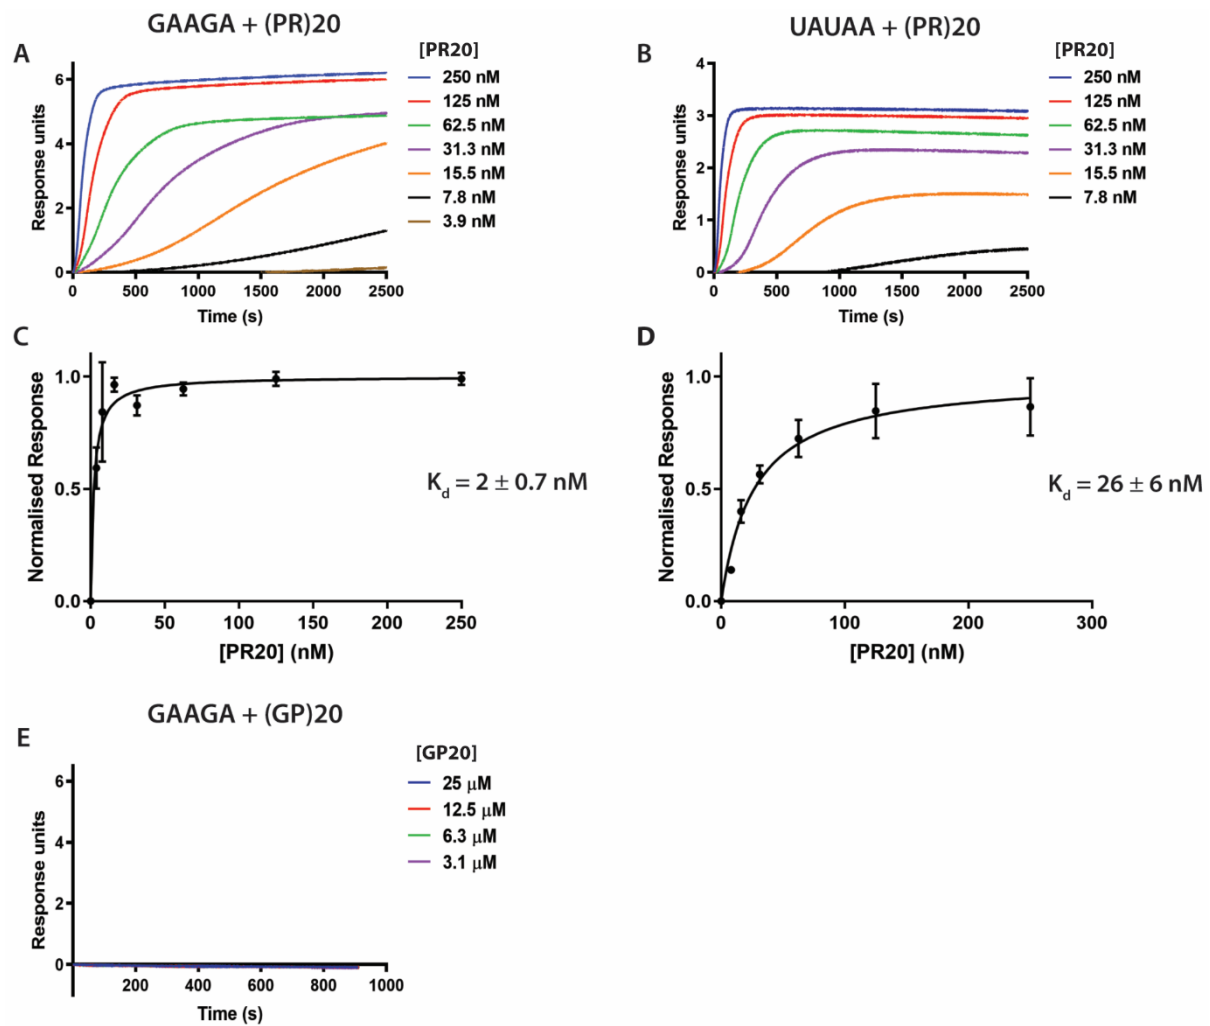 GAAGA + (PR)20
A
[PR20]
250 nM
125 nM
62.5 nM
31.3 nM
15.5 nM
7.8 nM
3.9 nM
Response units
6
4
2
0
0 500 1000 1500 2000 2500
Time (s)
UAUAA + (PR)20
B
[PR20]
250 nM
125 nM
62.5 nM
31.3 nM
15.5 nM
7.8 nM
Response units
4
3
2
1
0
0 500 1000 1500 2000 2500
Time (s)
C
Normalised Response
1.0
0.5
0.0
Kd = 2 ± 0.7 nM
0 50 100 150 200 250
[PR20] (nM)
D
Normalised Response
1.0
0.5
0.0
Kd = 26 ± 6 nM
0 100 200 300
[PR20] (nM)
GAAGA + (GP)20
E
[GP20]
25 μM
12.5 μM
6.3 μM
3.1 μM
Response units
6
4
2
0
200 400 600 800 1000
Time (s)